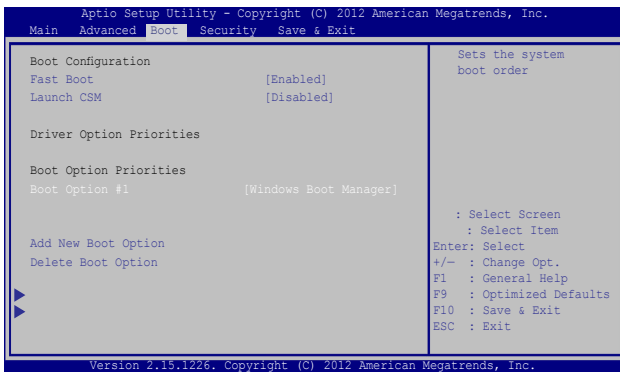 Aptio Setup Utility - Copyright (C) 2012 American Megatrends, Inc.
Main Advanced Boot Security Save & Exit
Boot Configuration
Fast Boot [Enabled]
Launch CSM [Disabled]
Driver Option Priorities
Boot Option Priorities
Boot Option #1 [Windows Boot Manager]
Add New Boot Option
Delete Boot Option
Sets the system
boot order
: Select Screen
: Select Item
Enter: Select
+/— : Change Opt.
F1 : General Help
F9 : Optimized Defaults
F10 : Save & Exit
ESC : Exit
Version 2.15.1226. Copyright (C) 2012 American Megatrends, Inc.